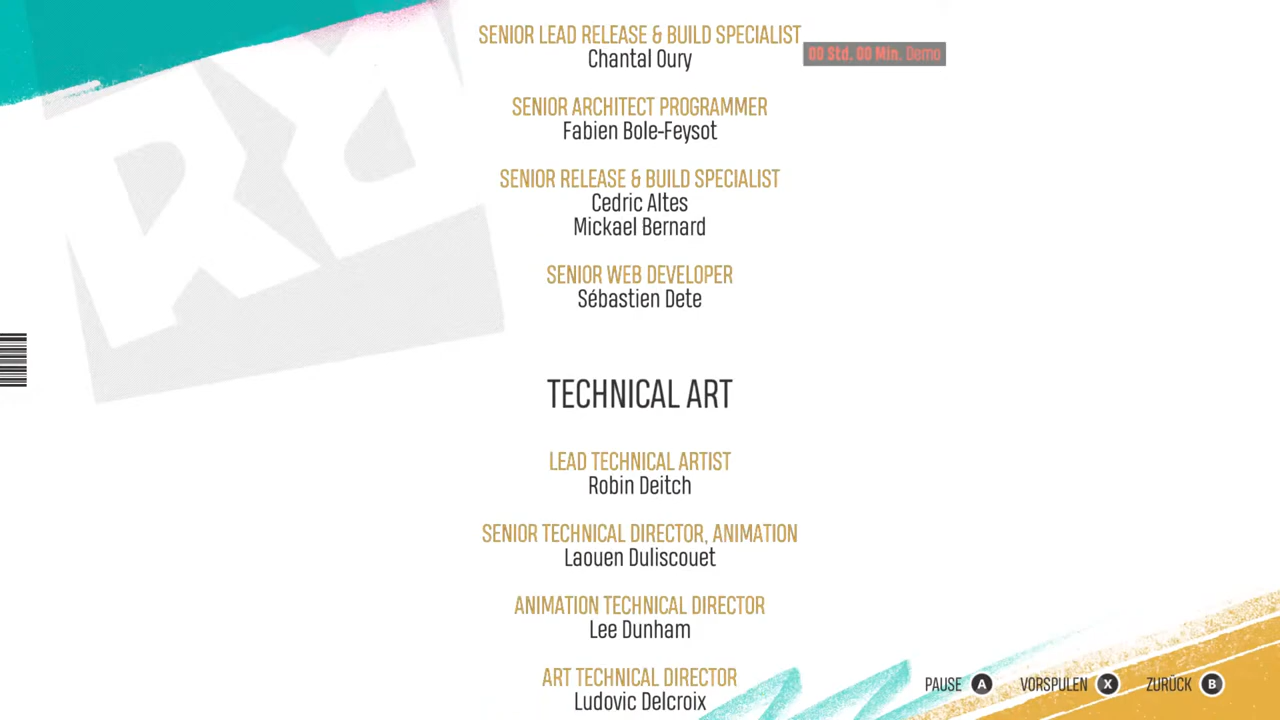 SENIOR LEAD RELEASE & BUILD SPECIALIST
Chantal Oury
00 Std. 00 Min. Demo
SENIOR ARCHITECT PROGRAMMER
Fabien Bole-Feysot
SENIOR RELEASE & BUILD SPECIALIST
Cedric Altes
Mickael Bernard
SENIOR WEB DEVELOPER
Sébastien Dete
TECHNICAL ART
LEAD TECHNICAL ARTIST
Robin Deitch
SENIOR TECHNICAL DIRECTOR, ANIMATION
Laouen Duliscouet
ANIMATION TECHNICAL DIRECTOR
Lee Dunham
ART TECHNICAL DIRECTOR
Ludovic Delcroix
PAUSE A VORSPULEN X ZURÜCK B